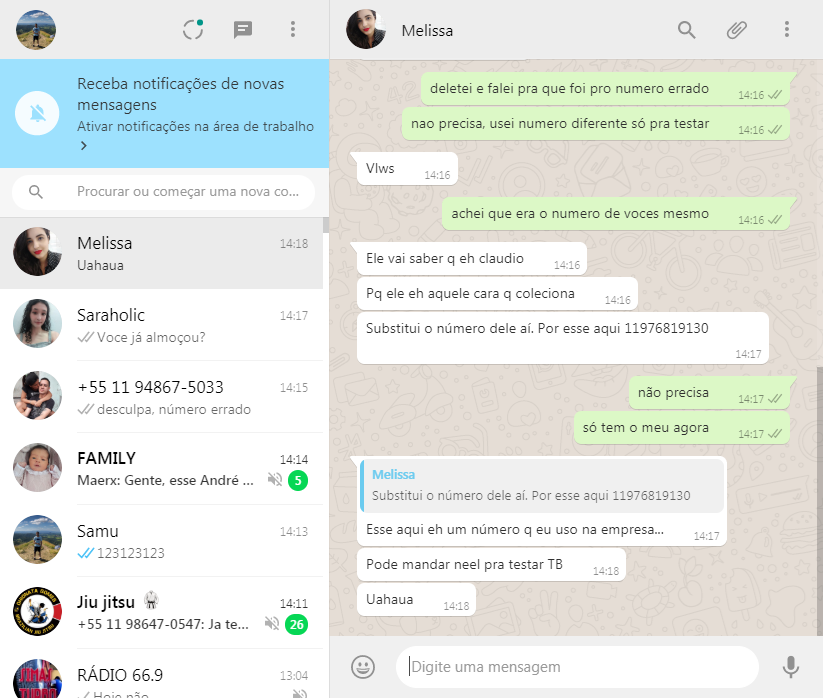 Receba notificações de novas
mensagens
Ativar notificações na área de trabalho
Procurar ou começar uma nova co...
Melissa
14:18
Uahaua
Saraholic
14:17
Voce já almoçou?
+55 11 94867-5033
14:15
desculpa, número errado
FAMILY
14:14
Maerx: Gente, esse André ...
5
Samu
14:13
123123123
Jiu jitsu
14:11
+55 11 98647-0547: Ja te...
26
RÁDIO 66.9
13:04
Hoje não
Melissa
deletei e falei pra que foi pro numero errado
14:16
nao precisa, usei numero diferente só pra testar
14:16
Vlws
14:16
achei que era o numero de voces mesmo
14:16
Ele vai saber q eh claudio
14:16
Pq ele eh aquele cara q coleciona
14:16
Substitui o número dele aí. Por esse aqui 11976819130
14:17
não precisa
14:17
só tem o meu agora
14:17
Melissa
Substitui o número dele aí. Por esse aqui 11976819130
Esse aqui eh um número q eu uso na empresa...
14:17
Pode mandar neel pra testar TB
14:18
Uahaua
14:18
Digite uma mensagem